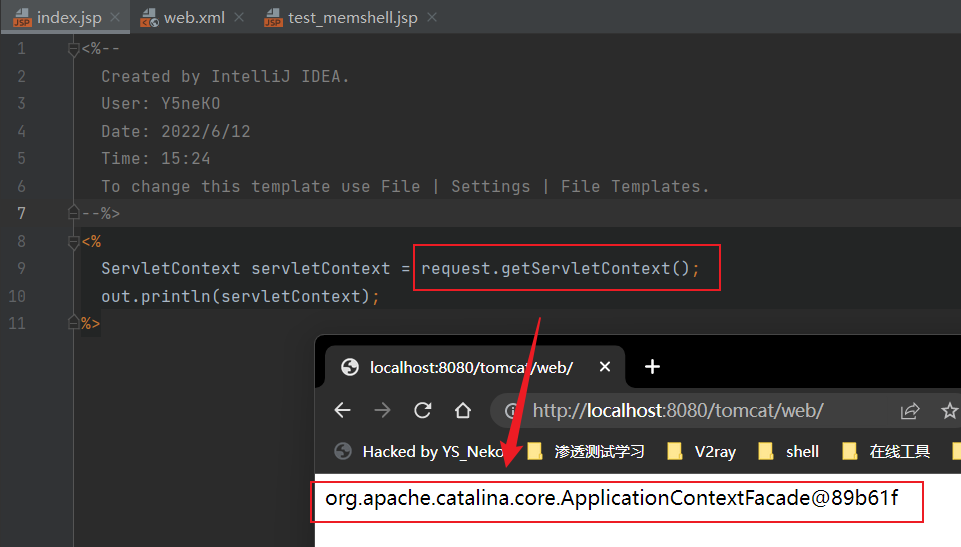 index.jsp web.xml test_memshell.jsp
1 <%--
2 Created by IntelliJ IDEA.
3 User: Y5neKO
4 Date: 2022/6/12
5 Time: 15:24
6 To change this template use File | Settings | File Templates.
7 --%>
8 <%
9 ServletContext servletContext = request.getServletContext();
10 out.println(servletContext);
11 %>
localhost:8080/tomcat/web/
http://localhost:8080/tomcat/web/
Hacked by YS_Neko 渗透测试学习 V2ray shell 在线工具
org.apache.catalina.core.ApplicationContextFacade@89b61f